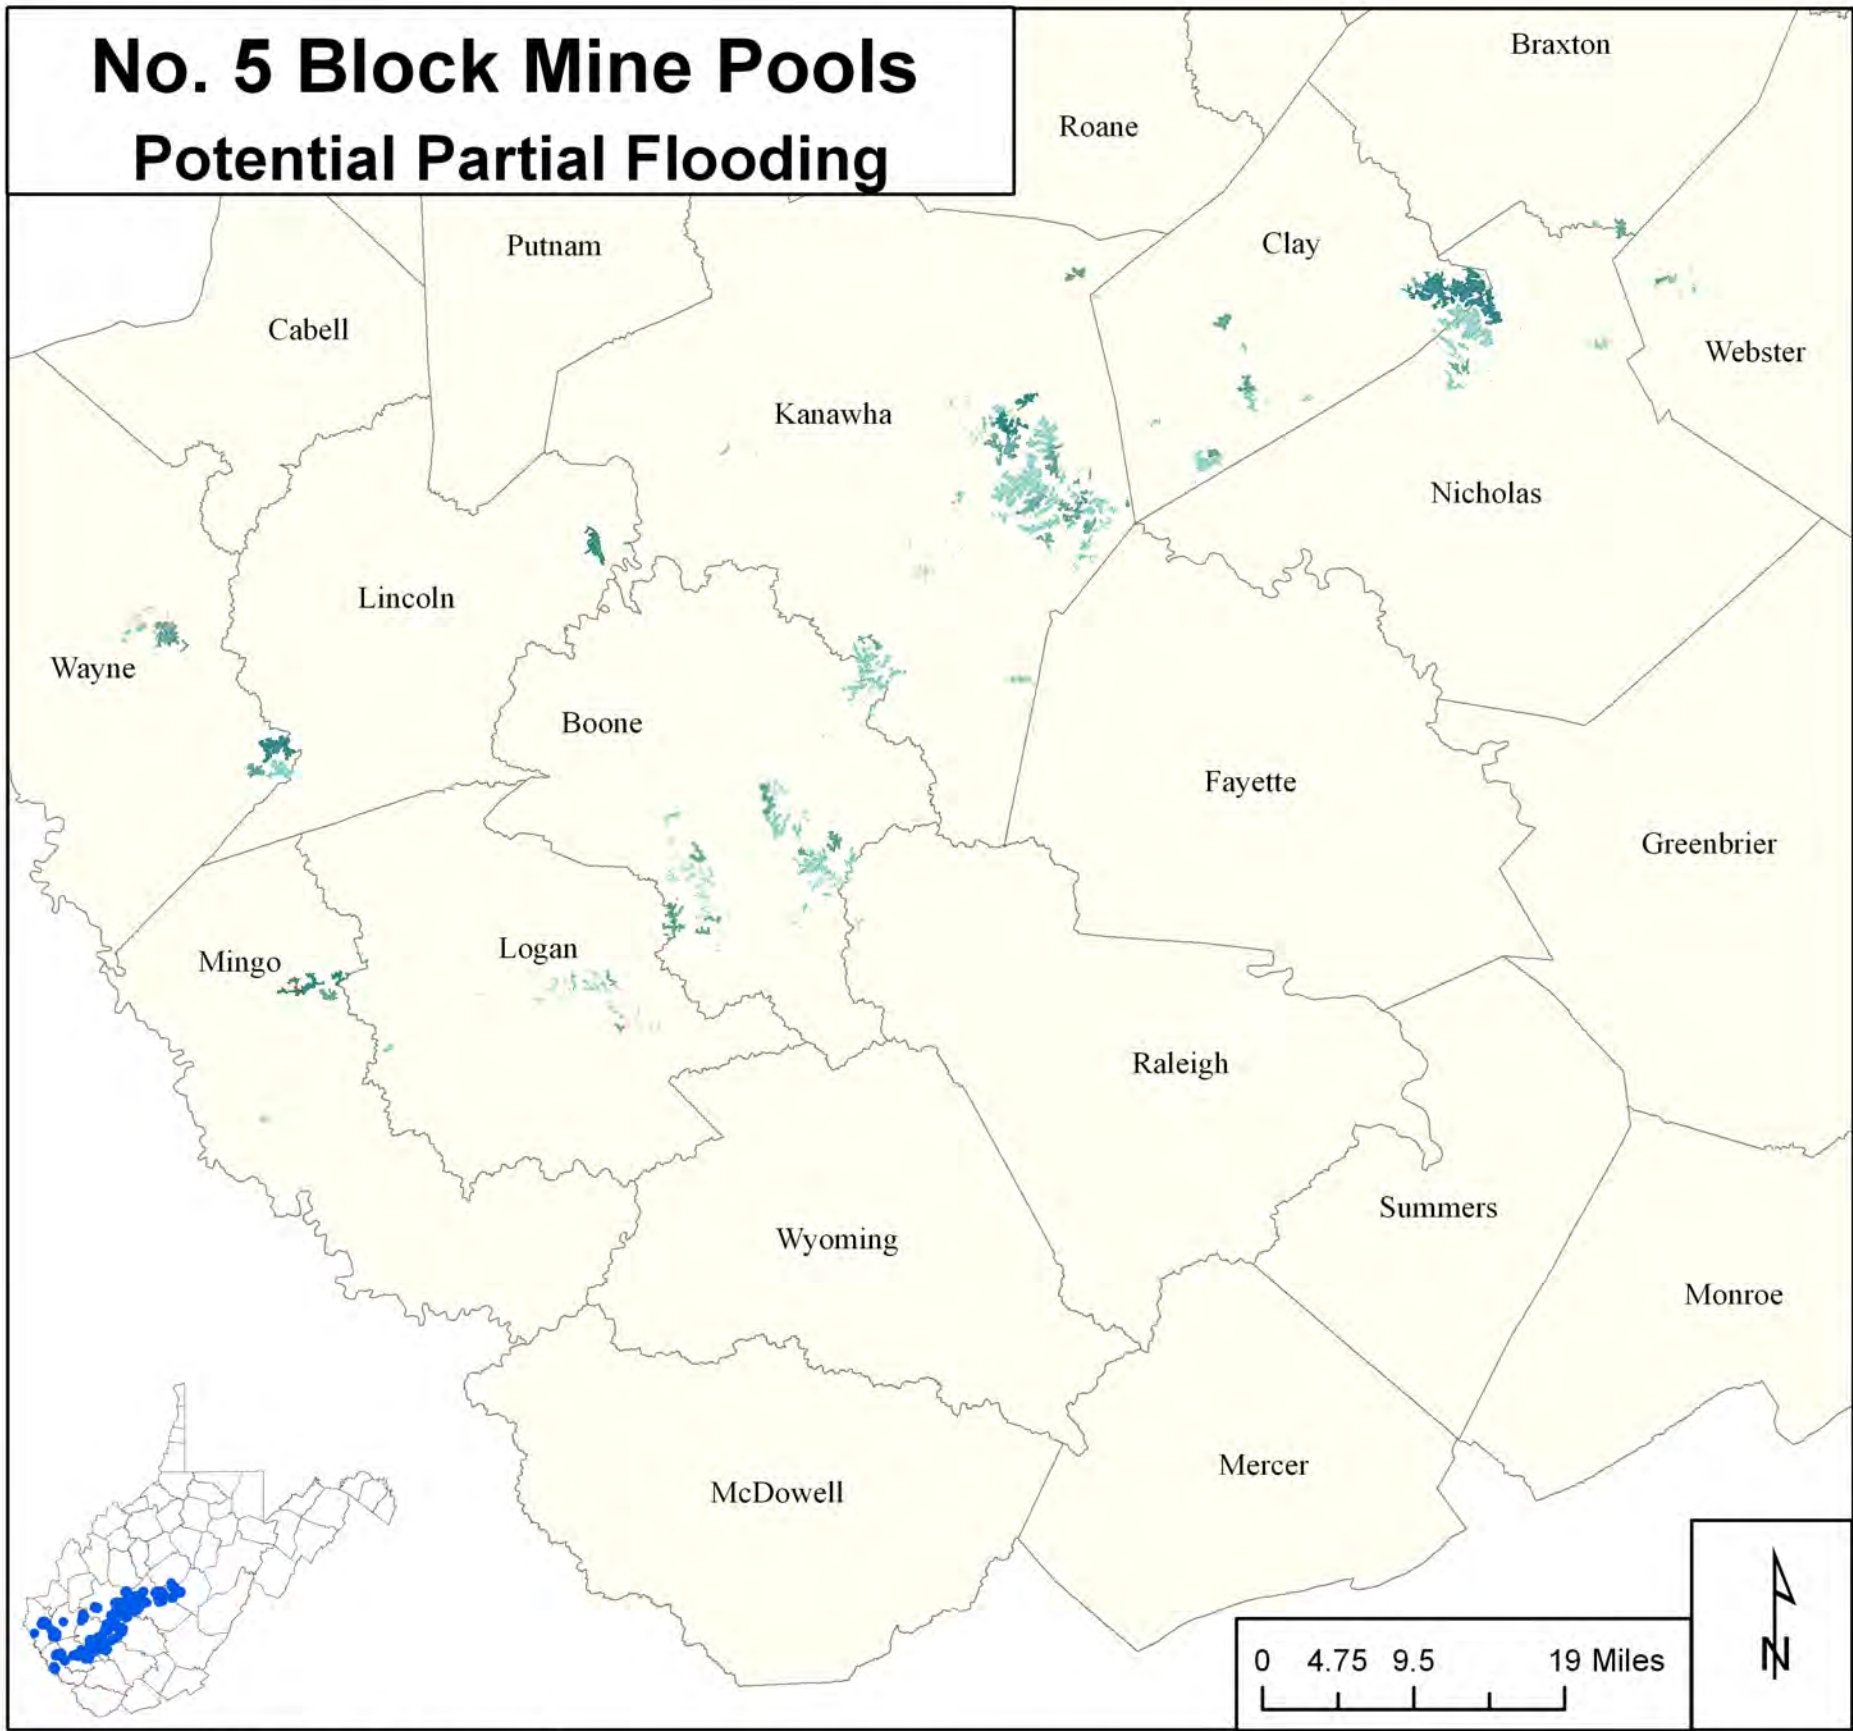 No. 5 Block Mine Pools
Potential Partial Flooding
Braxton
Roane
Putnam
Clay
Cabell
Webster
Kanawha
Nicholas
Lincoln
Wayne
Boone
Fayette
Greenbrier
Logan
Mingo
Raleigh
Summers
Wyoming
Monroe
Mercer
McDowell
0 4.75 9.5 19 Miles
N